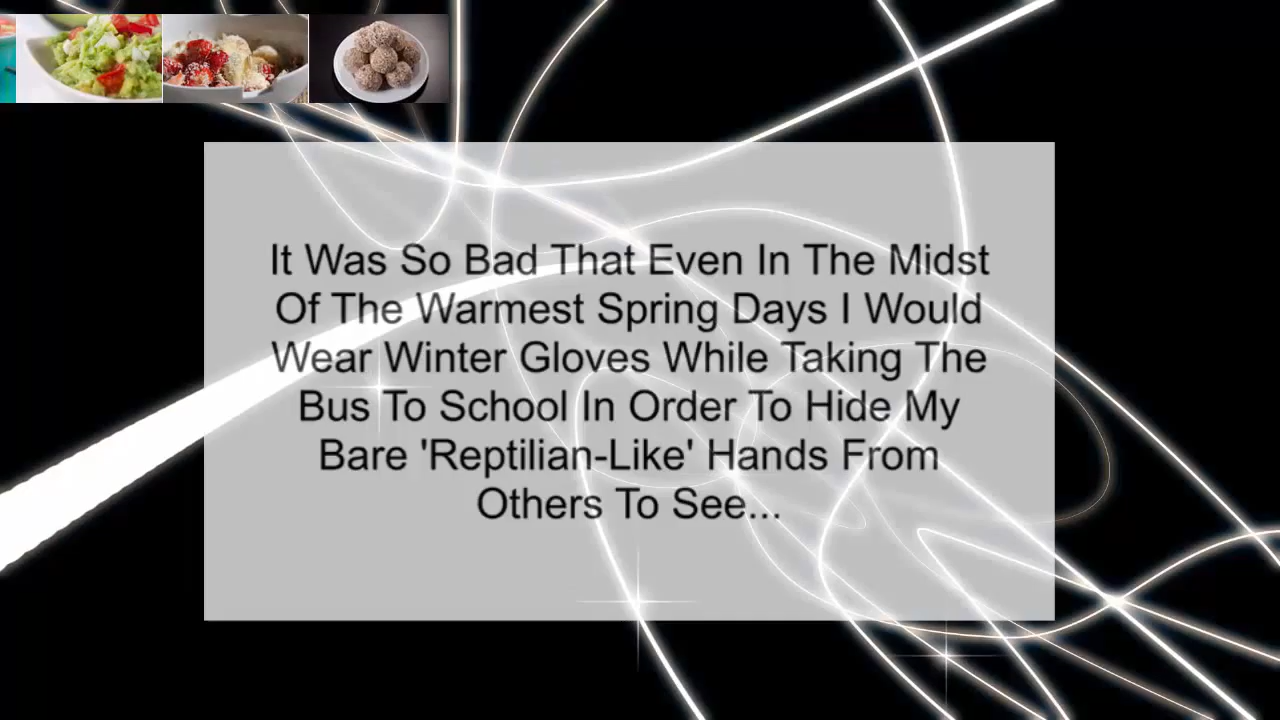 It Was So Bad That Even In The Midst
Of The Warmest Spring Days I Would
Wear Winter Gloves While Taking The
Bus To School In Order To Hide My
Bare 'Reptilian-Like' Hands From
Others To See...